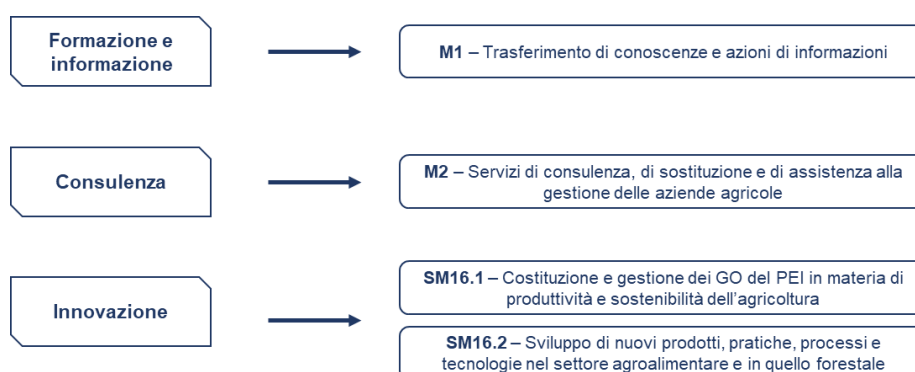 Formazione e
informazione
M1 – Trasferimento di conoscenze e azioni di informazioni
Consulenza
M2 – Servizi di consulenza, di sostituzione e di assistenza alla
gestione delle aziende agricole
Innovazione
SM16.1 – Costituzione e gestione dei GO del PEI in materia di
produttività e sostenibilità dell’agricoltura
SM16.2 – Sviluppo di nuovi prodotti, pratiche, processi e
tecnologie nel settore agroalimentare e in quello forestale